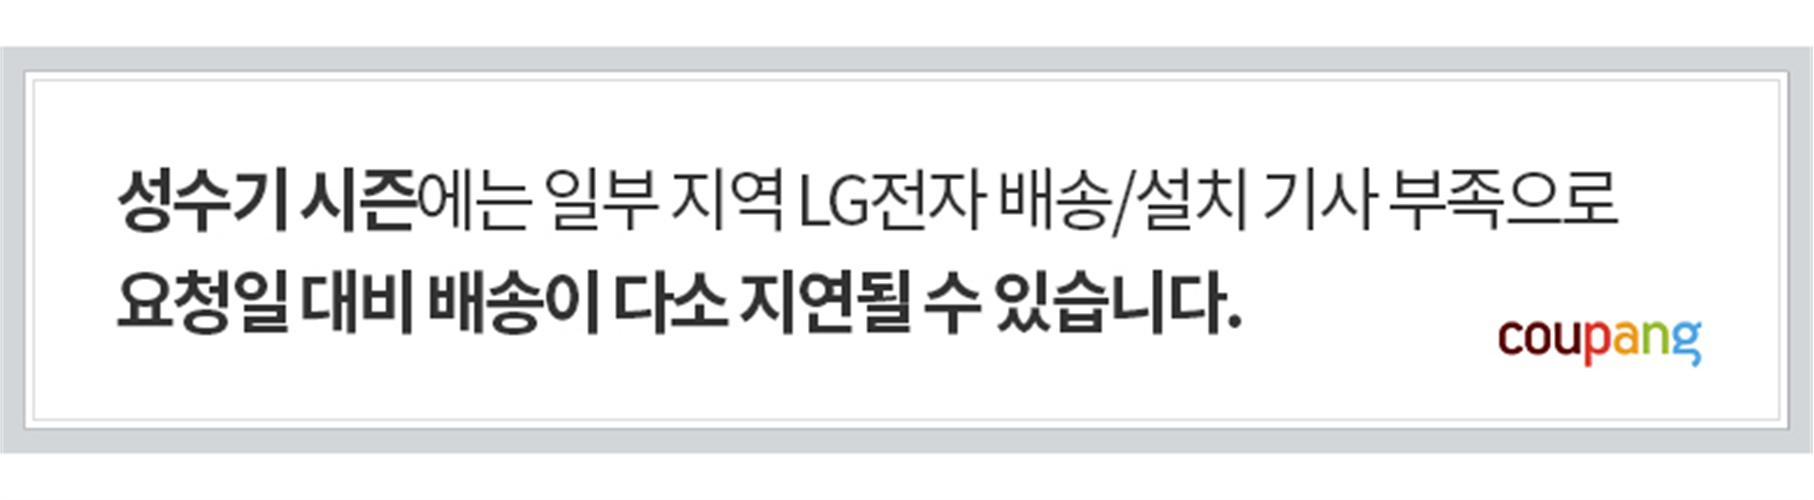 성수기 시즌에는 일부 지역 LG전자 배송/설치 기사 부족으로
요청일 대비 배송이 다소 지연될 수 있습니다.
coupang